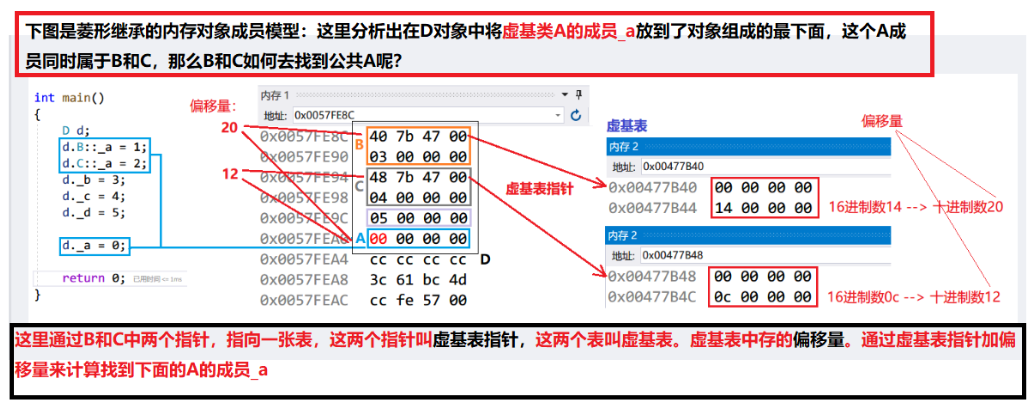 下图是菱形继承的内存对象成员模型：这里分析出在D对象中将虚基类A的成员_a放到了对象组成的最下面，这个A成
员同时属于B和C，那么B和C如何去找到公共A呢？
int main()
{
D d;
d.B::_a = 1;
d.C::_a = 2;
d._b = 3;
d._c = 4;
d._d = 5;
d._a = 0;
return 0; 已用时间 <= 1ms
}
偏移量：
20
12
内存 1
地址: 0x0057FE8C
0x0057FE8C 40 7b 47 00
0x0057FE90 B 03 00 00 00
0x0057FE94 48 7b 47 00
0x0057FE98 C 04 00 00 00
0x0057FE9C 05 00 00 00
0x0057FEA0 A 00 00 00 00
0x0057FEA4 cc cc cc cc D
0x0057FEA8 3c 61 bc 4d
0x0057FEAC cc fe 57 00
虚基表指针
虚基表
偏移量
内存 2
地址: 0x00477B40
0x00477B40 00 00 00 00
0x00477B44 14 00 00 00 16进制数14 --> 十进制数20
内存 2
地址: 0x00477B48
0x00477B48 00 00 00 00
0x00477B4C 0c 00 00 00 16进制数0c --> 十进制数12
这里通过B和C中两个指针，指向一张表，这两个指针叫虚基表指针，这两个表叫虚基表。虚基表中存的偏移量。通过虚基表指针加偏
移量来计算找到下面的A的成员_a